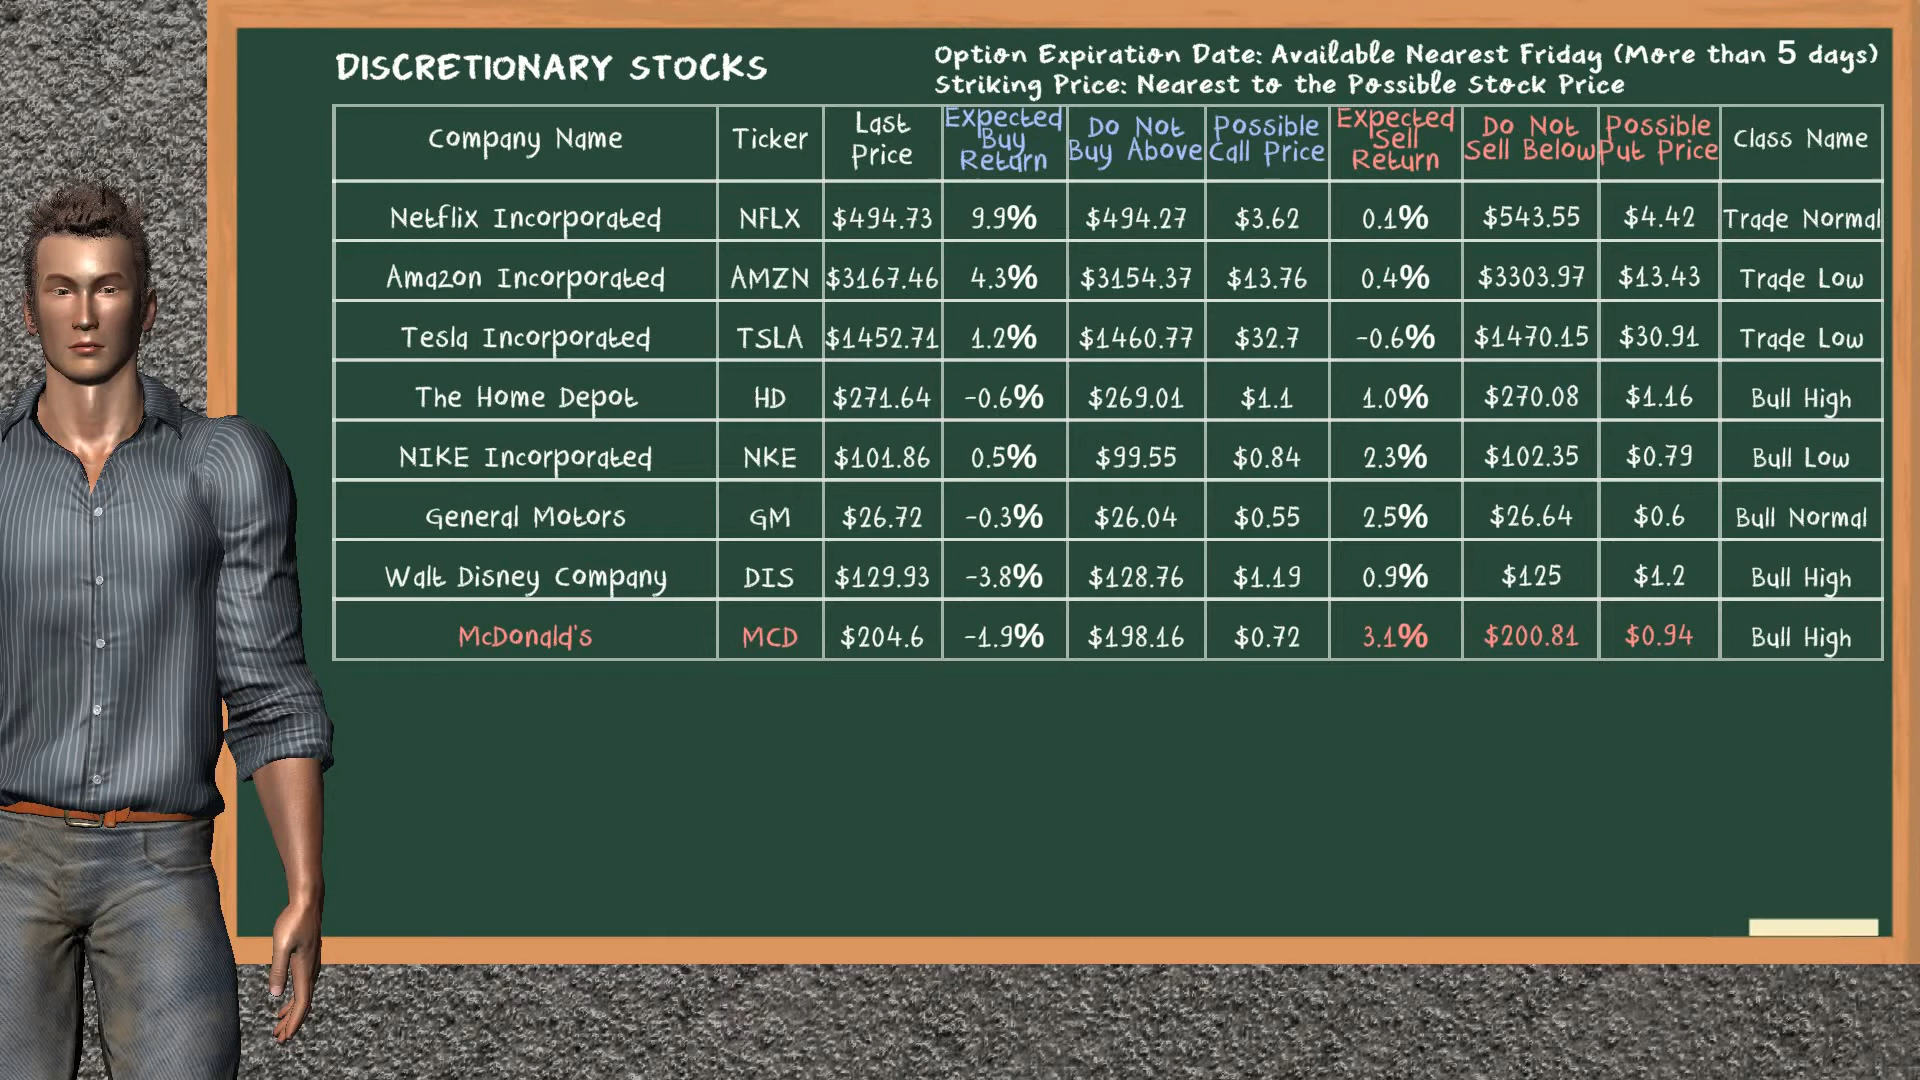 DISCRETIONARY STOCKS
Option Expiration Date: Available Nearest Friday (More than 5 days)
Striking Price: Nearest to the Possible Stock Price
Company Name Ticker Last Price Expected Buy Return Do Not Buy Above Possible Call Price Expected Sell Return Do Not Sell Below Possible Put Price Class Name
Netflix Incorporated NFLX $494.73 9.9% $494.27 $3.62 0.1% $543.55 $4.42 Trade Normal
Amazon Incorporated AMZN $3167.46 4.3% $3154.37 $13.76 0.4% $3303.97 $13.43 Trade Low
Tesla Incorporated TSLA $1452.71 1.2% $1460.77 $32.7 -0.6% $1470.15 $30.91 Trade Low
The Home Depot HD $271.64 -0.6% $269.01 $1.1 1.0% $270.08 $1.16 Bull High
NIKE Incorporated NKE $101.86 0.5% $99.55 $0.84 2.3% $102.35 $0.79 Bull Low
General Motors GM $26.72 -0.3% $26.04 $0.55 2.5% $26.64 $0.6 Bull Normal
Walt Disney Company DIS $129.93 -3.8% $128.76 $1.19 0.9% $125 $1.2 Bull High
McDonald's MCD $204.6 -1.9% $198.16 $0.72 3.1% $200.81 $0.94 Bull High